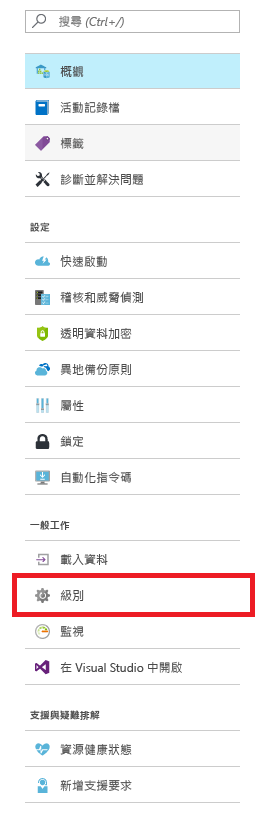 搜尋 (Ctrl+/)
概觀
活動記錄檔
標籤
診斷並解決問題
設定
快速啟動
稽核和威脅偵測
透明資料加密
異地備份原則
屬性
鎖定
自動化指令碼
一般工作
載入資料
級別
監視
在 Visual Studio 中開啟
支援與疑難排解
資源健康狀態
新增支援要求